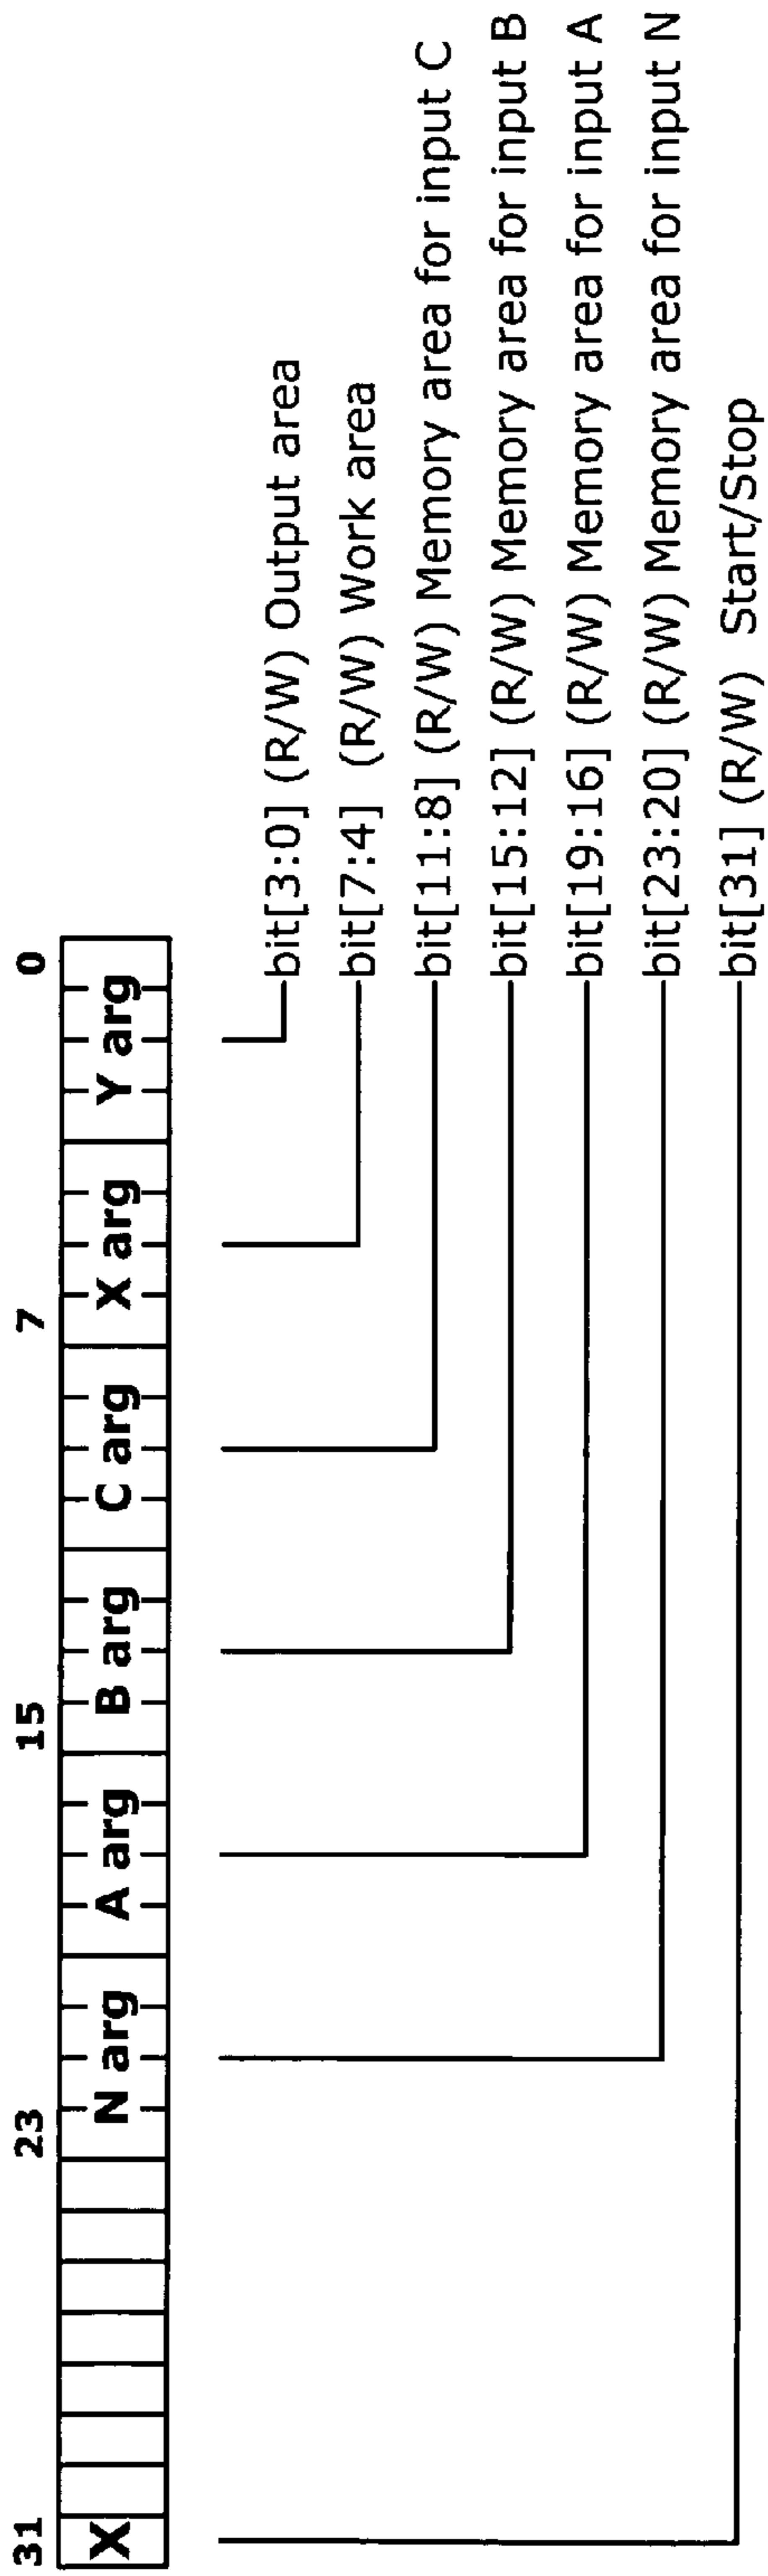 31 23 15 7 0
X N arg A arg B arg C arg X arg Y arg
bit[3:0] (R/W) Output area
bit[7:4] (R/W) Work area
bit[11:8] (R/W) Memory area for input C
bit[15:12] (R/W) Memory area for input B
bit[19:16] (R/W) Memory area for input A
bit[23:20] (R/W) Memory area for input N
bit[31] (R/W) Start/Stop